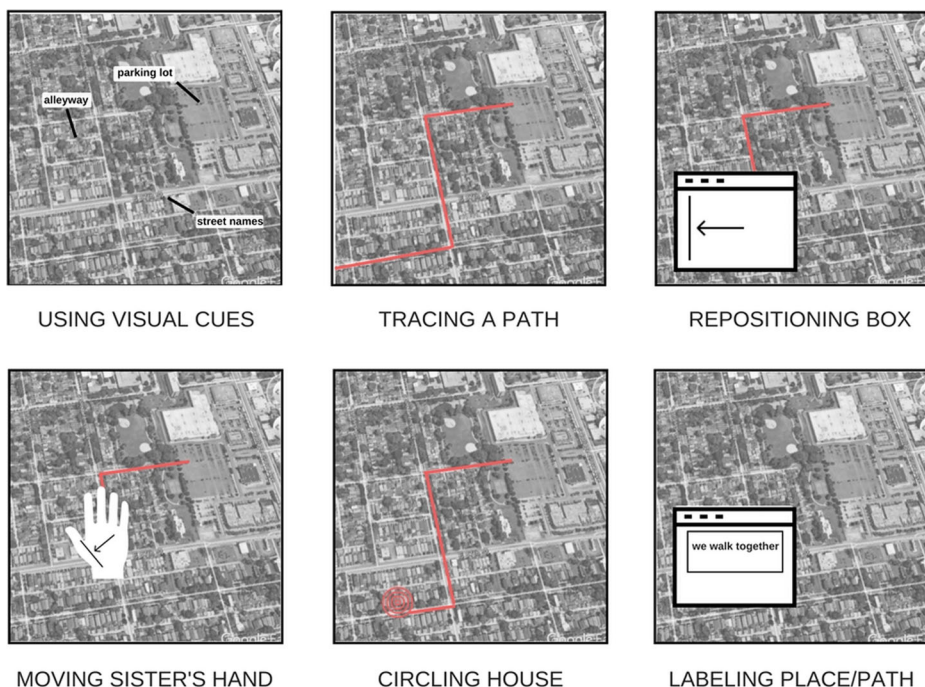 parking lot
alleyway
street names
USING VISUAL CUES
TRACING A PATH
REPOSITIONING BOX
we walk together
MOVING SISTER'S HAND
CIRCLING HOUSE
LABELING PLACE/PATH